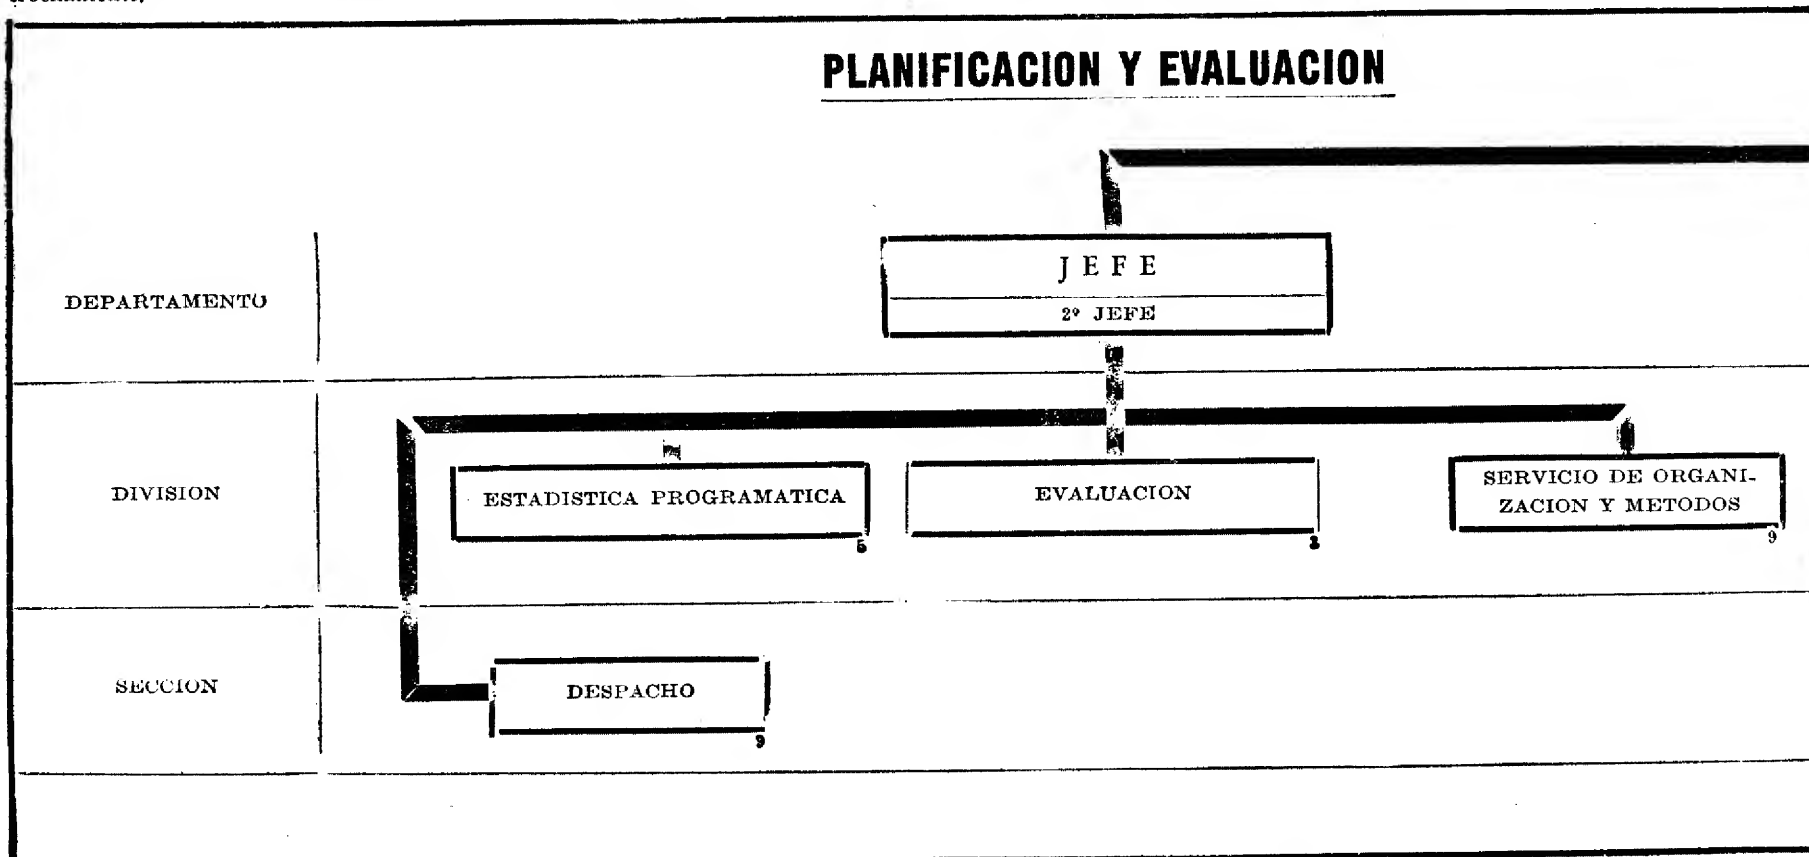 PLANIFICACION Y EVALUACION
JEFE
DEPARTAMENTO
2º JEFE
DIVISION
ESTADISTICA PROGRAMATICA
5
EVALUACION
SERVICIO DE ORGANI-
ZACION Y METODOS
9
SECCION
DESPACHO
9